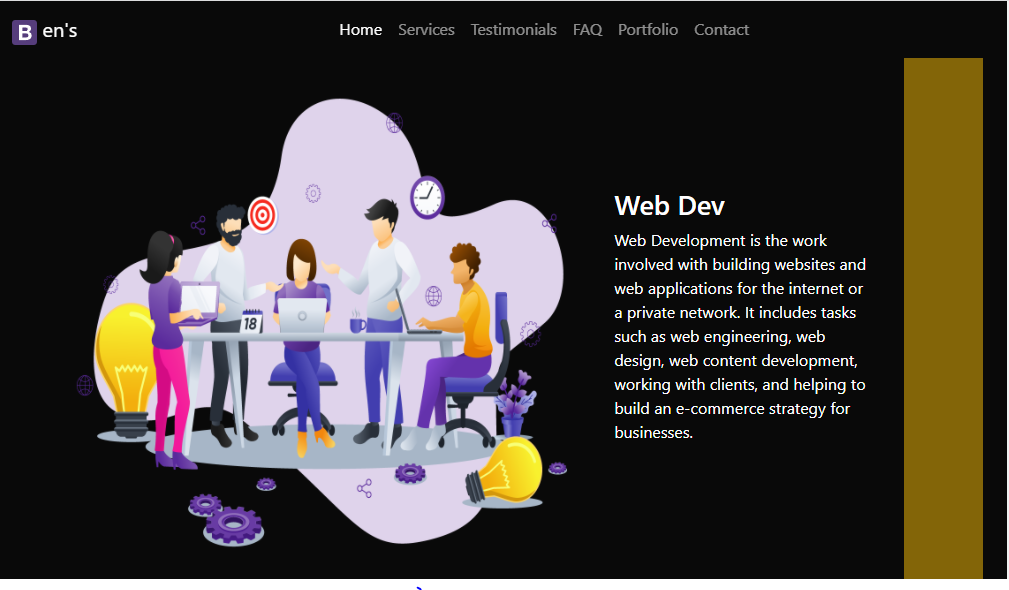 B en's
Home Services Testimonials FAQ Portfolio Contact
18
Web Dev
Web Development is the work
involved with building websites and
web applications for the internet or
a private network. It includes tasks
such as web engineering, web
design, web content development,
working with clients, and helping to
build an e-commerce strategy for
businesses.